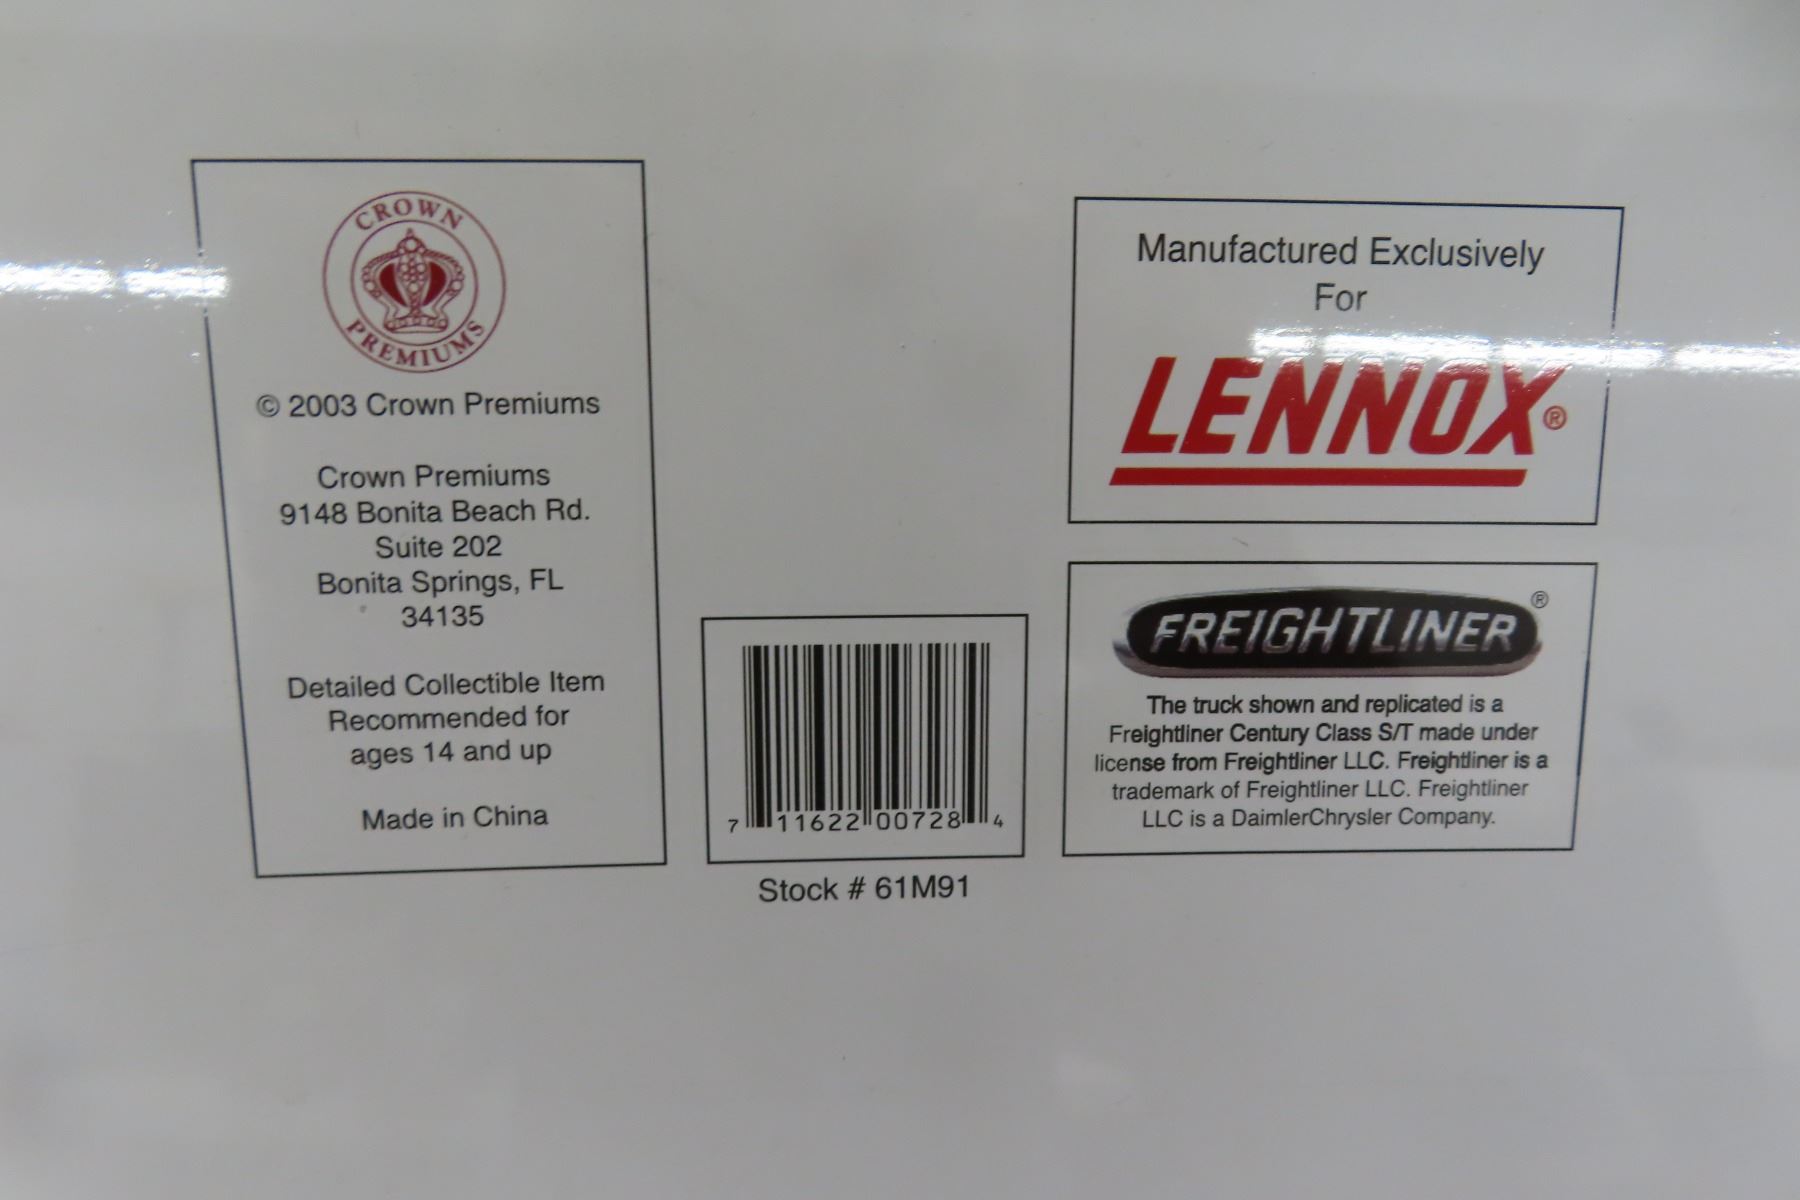 CROWN
PREMIUMS
© 2003 Crown Premiums
Crown Premiums
9148 Bonita Beach Rd.
Suite 202
Bonita Springs, FL
34135
Detailed Collectible Item
Recommended for
ages 14 and up
Made in China
7 11622 00728 4
Stock # 61M91
Manufactured Exclusively
For
LENNOX®
FREIGHTLINER®
The truck shown and replicated is a
Freightliner Century Class S/T made under
license from Freightliner LLC. Freightliner is a
trademark of Freightliner LLC. Freightliner
LLC is a DaimlerChrysler Company.